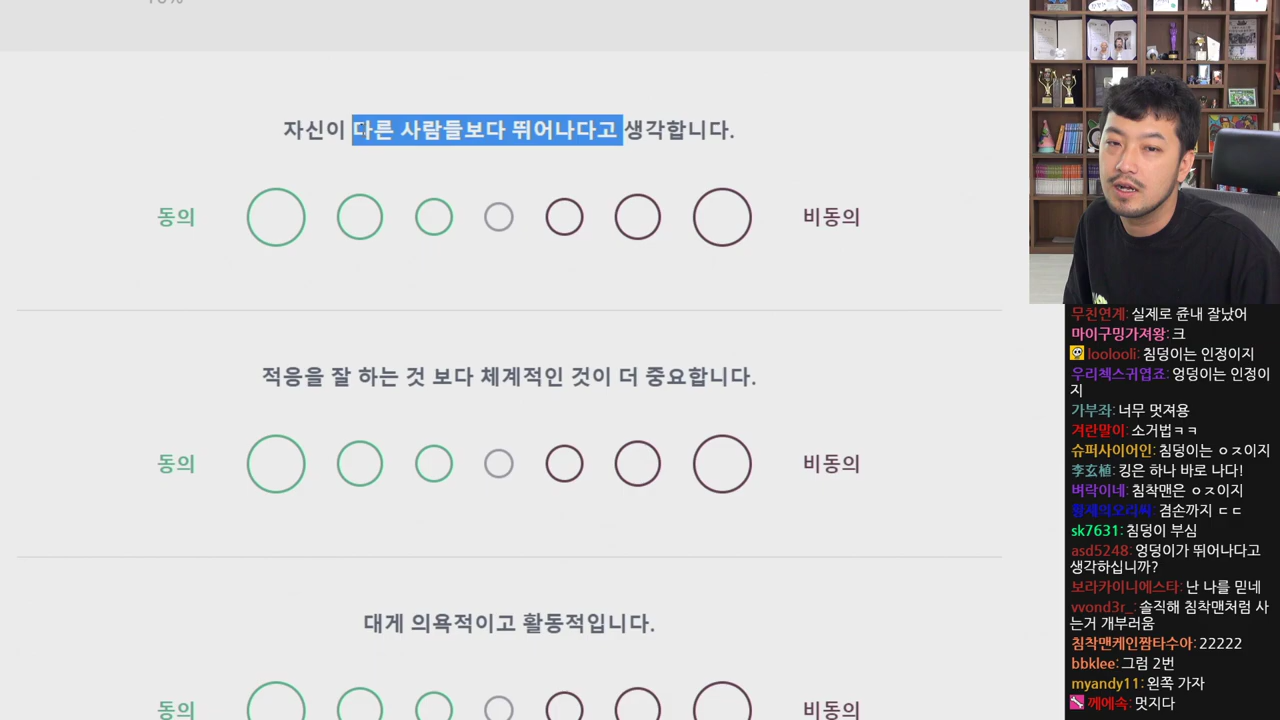 자신이 다른 사람들보다 뛰어나다고 생각합니다.
동의
비동의
적응을 잘 하는 것 보다 체계적인 것이 더 중요합니다.
동의
비동의
대게 의욕적이고 활동적입니다.
동의
비동의
무친연계: 실제로 쥰내 잘났어
마이구밍가져왕: 크
loolooli: 침덩이는 인정이지
우리첵스귀엽죠: 엉덩이는 인정이
지
가부좌: 너무 멋져용
겨란말이: 소거법ㅋㅋ
슈퍼사이어인: 침덩이는 ㅇㅈ이지
李玄植: 킹은 하나 바로 나다!
벼락이네: 침착맨은 ㅇㅈ이지
황제의오리씨: 겸손까지 ㄷㄷ
sk7631: 침덩이 부심
asd5248: 엉덩이가 뛰어나다고
생각하십니까?
보라카이니에스타: 난 나를 믿네
vvond3r_: 솔직해 침착맨처럼 사
는거 개부러움
침착맨케인짬타수아: 22222
bbklee: 그럼 2번
myandy11: 왼쪽 가자
께에속: 멋지다